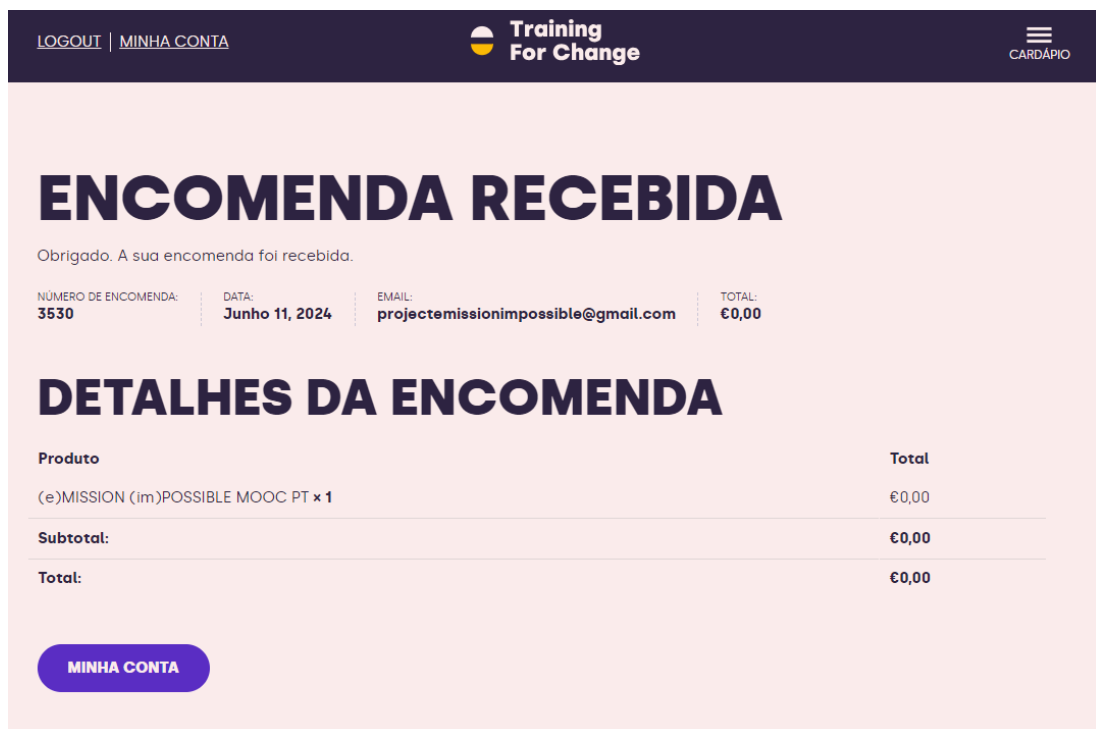 LOGOUT | MINHA CONTA
Training
For Change
CARDÁPIO
ENCOMENDA RECEBIDA
Obrigado. A sua encomenda foi recebida.
NÚMERO DE ENCOMENDA: DATA: EMAIL: TOTAL:
3530 Junho 11, 2024 projectemissionimpossible@gmail.com €0,00
DETALHES DA ENCOMENDA
Produto Total
(e)MISSION (im)POSSIBLE MOOC PT × 1 €0,00
Subtotal: €0,00
Total: €0,00
MINHA CONTA